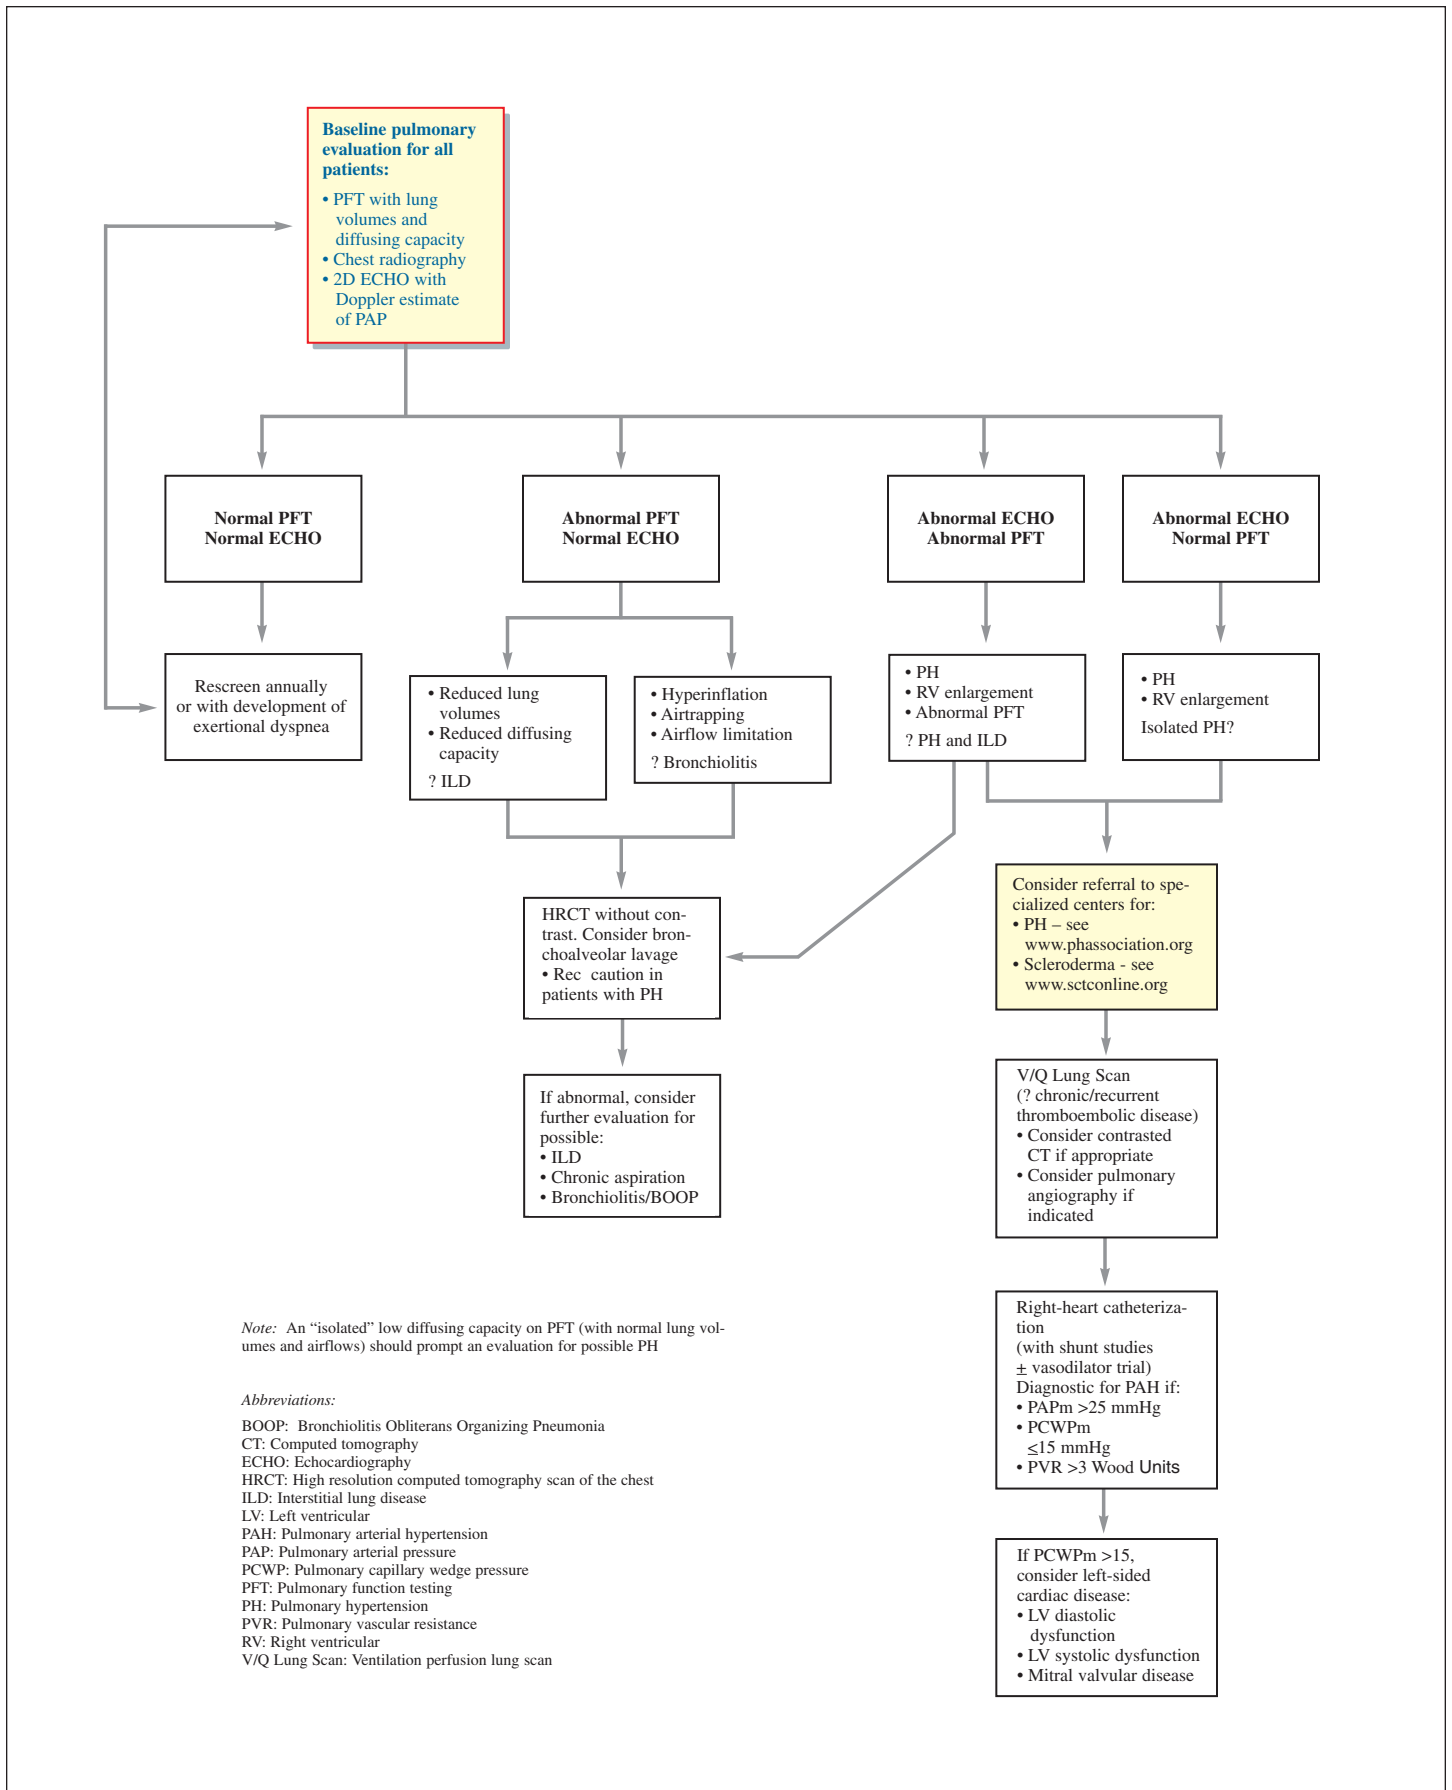 Baseline pulmonary
evaluation for all
patients:
• PFT with lung
volumes and
diffusing capacity
• Chest radiography
• 2D ECHO with
Doppler estimate
of PAP
Normal PFT
Normal ECHO
Abnormal PFT
Normal ECHO
Abnormal ECHO
Abnormal PFT
Abnormal ECHO
Normal PFT
Rescreen annually
or with development of
exertional dyspnea
• Reduced lung
volumes
• Reduced diffusing
capacity
? ILD
• Hyperinflation
• Airtrapping
• Airflow limitation
? Bronchiolitis
• PH
• RV enlargement
• Abnormal PFT
? PH and ILD
• PH
• RV enlargement
Isolated PH?
HRCT without con-
trast. Consider bron-
choalveolar lavage
• Rec  caution in
patients with PH
If abnormal, consider
further evaluation for
possible:
• ILD
• Chronic aspiration
• Bronchiolitis/BOOP
Consider referral to spe-
cialized centers for:
• PH – see
www.phassociation.org
• Scleroderma - see
www.sctconline.org
V/Q Lung Scan
(? chronic/recurrent
thromboembolic disease)
• Consider contrasted
CT if appropriate
• Consider pulmonary
angiography if
indicated
Right-heart catheteriza-
tion
(with shunt studies
± vasodilator trial)
Diagnostic for PAH if:
• PAPm >25 mmHg
• PCWPm
≤15 mmHg
• PVR >3 Wood Units
If PCWPm >15,
consider left-sided
cardiac disease:
• LV diastolic
dysfunction
• LV systolic dysfunction
• Mitral valvular disease
Note: An “isolated” low diffusing capacity on PFT (with normal lung vol-
umes and airflows) should prompt an evaluation for possible PH
Abbreviations:
BOOP: Bronchiolitis Obliterans Organizing Pneumonia
CT: Computed tomography
ECHO: Echocardiography
HRCT: High resolution computed tomography scan of the chest
ILD: Interstitial lung disease
LV: Left ventricular
PAH: Pulmonary arterial hypertension
PAP: Pulmonary arterial pressure
PCWP: Pulmonary capillary wedge pressure
PFT: Pulmonary function testing
PH: Pulmonary hypertension
PVR: Pulmonary vascular resistance
RV: Right ventricular
V/Q Lung Scan: Ventilation perfusion lung scan